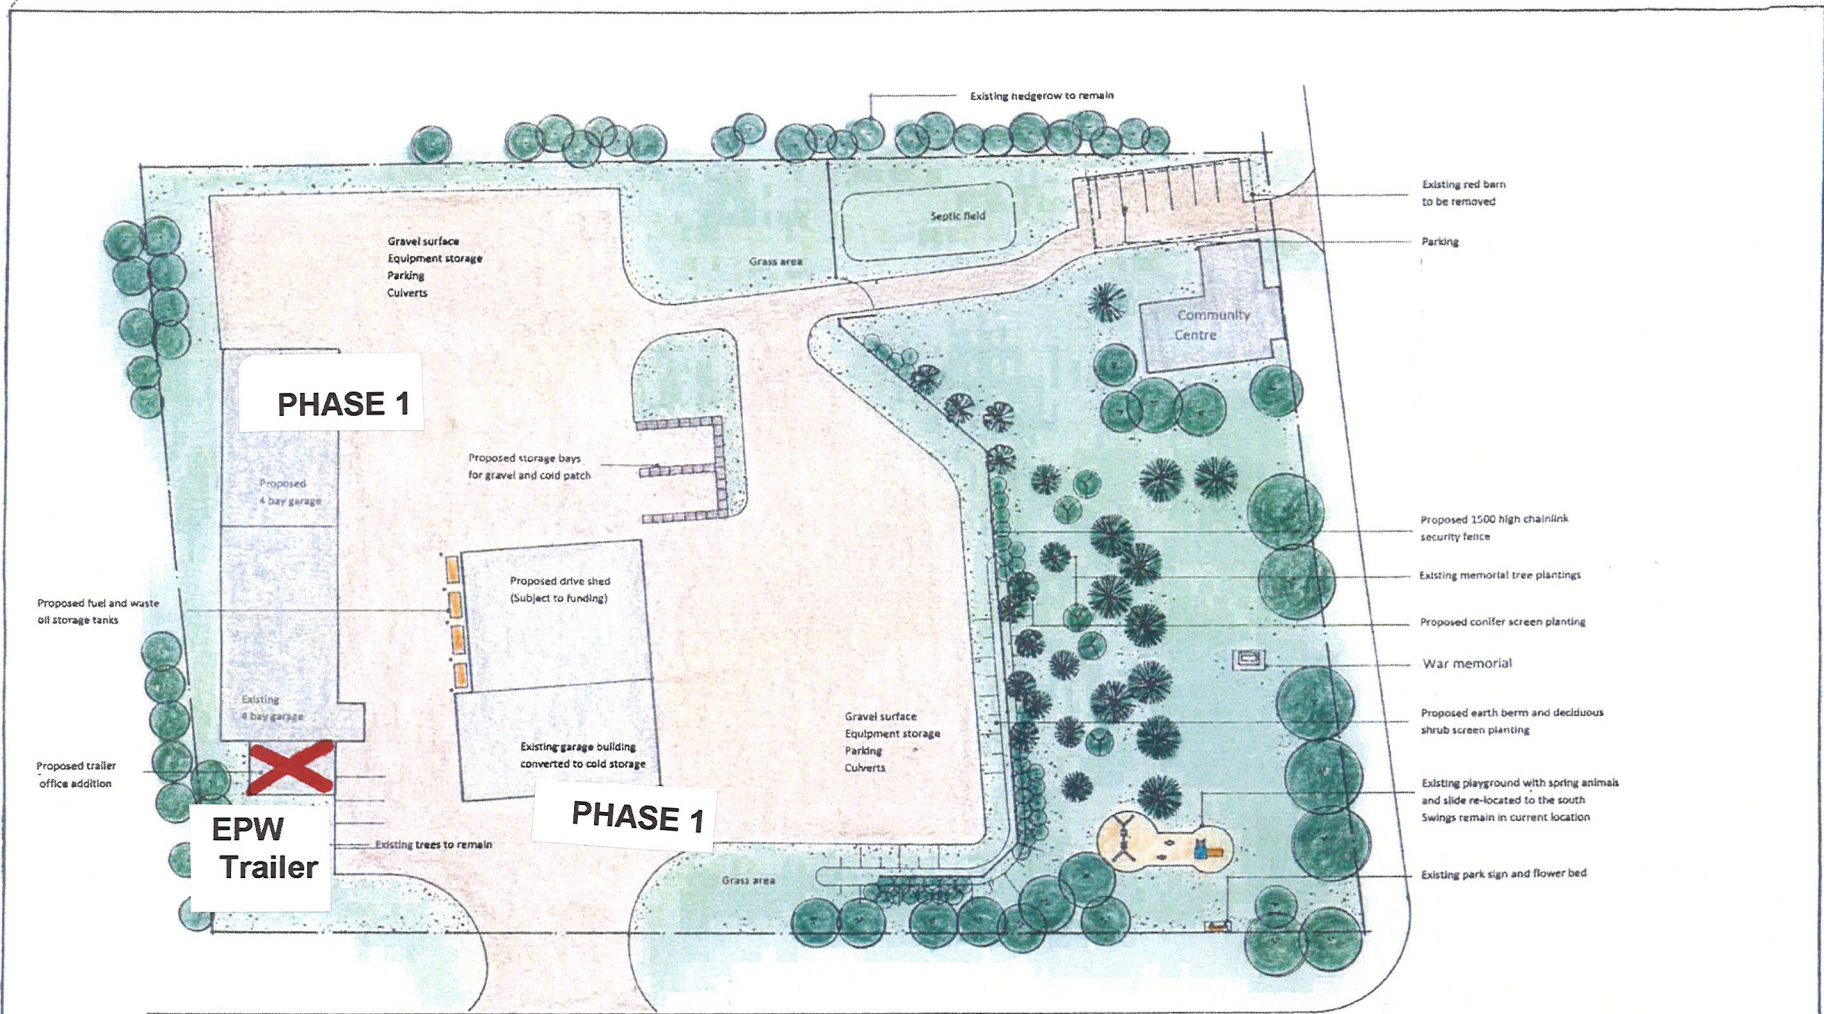 Existing hedgerow to remain
Existing red barn
to be removed
Septic field
Parking
Gravel surface
Equipment storage
Parking
Culverts
Grass area
Community
Centre
PHASE 1
Proposed storage bays
for gravel and cold patch
Proposed
4 bay garage
Proposed 1500 high chainlink
security fence
Existing memorial tree plantings
Proposed drive shed
(Subject to funding)
Proposed fuel and waste
oil storage tanks
Proposed conifer screen planting
War memorial
Existing
4 bay garage
Gravel surface
Equipment storage
Parking
Culverts
Proposed earth berm and deciduous
shrub screen planting
Existing garage building
converted to cold storage
Proposed trailer
office addition
Existing playground with spring animals
and slide re-located to the south
Swings remain in current location
PHASE 1
EPW
Trailer
Existing trees to remain
Grass area
Existing park sign and flower bed